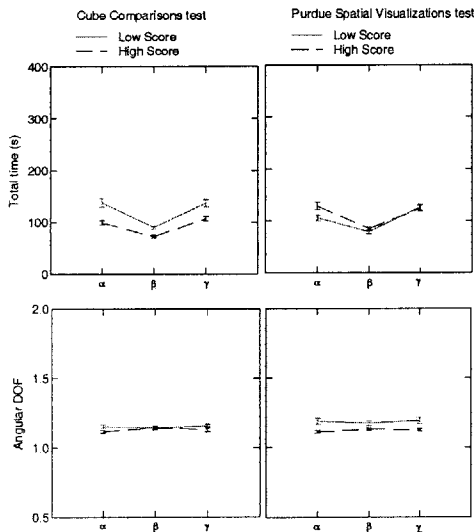 Cube Comparisons test
Low Score
High Score
Purdue Spatial Visualizations test
Low Score
High Score
Total time (s)
400
300
200
100
0
α β γ
α β γ
Angular DOF
2.0
1.5
1.0
0.5
α β γ
α β γ